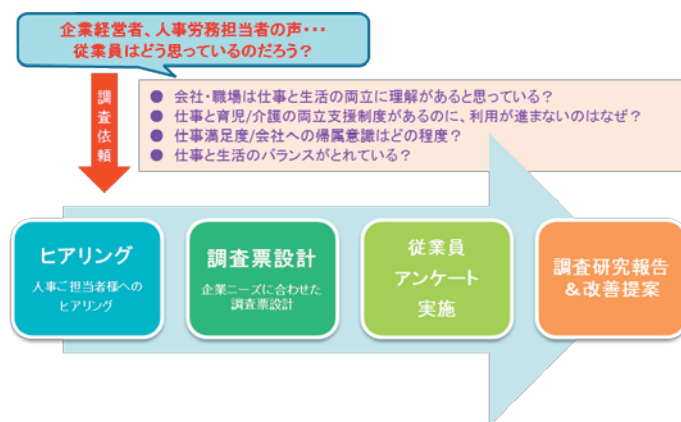 企業経営者、人事労務担当者の声･･･
従業員はどう思っているのだろう？
調査依頼
● 会社・職場は仕事と生活の両立に理解があると思っている？
● 仕事と育児/介護の両立支援制度があるのに、利用が進まないのはなぜ？
● 仕事満足度/会社への帰属意識はどの程度？
● 仕事と生活のバランスがとれている？
ヒアリング
人事ご担当者様への
ヒアリング
調査票設計
企業ニーズに合わせた
調査票設計
従業員
アンケート
実施
調査研究報告
＆改善提案